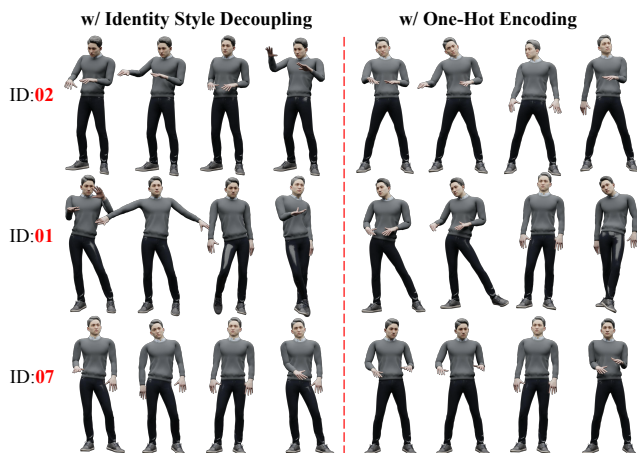 w/ Identity Style Decoupling
w/ One-Hot Encoding
ID:02
ID:01
ID:07